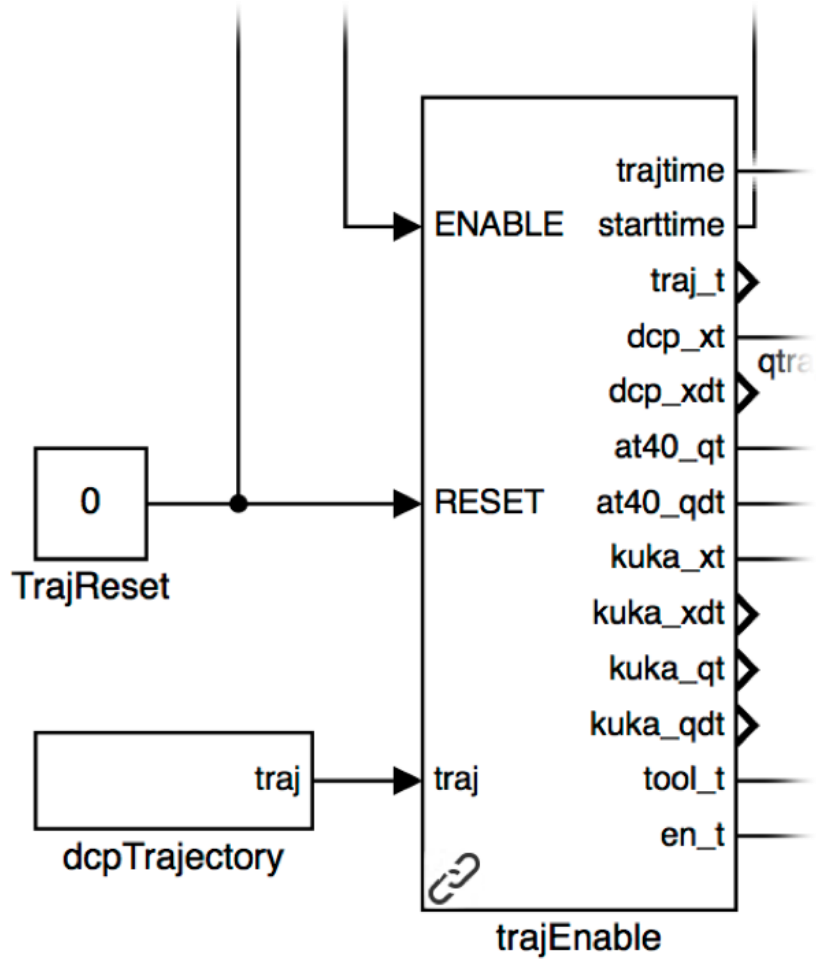 trajtime
ENABLE starttime
traj_t
dcp_xt
qtra
dcp_xdt
at40_qt
0
RESET at40_qdt
kuka_xt
TrajReset
kuka_xdt
kuka_qt
kuka_qdt
traj
traj tool_t
en_t
dcpTrajectory
trajEnable